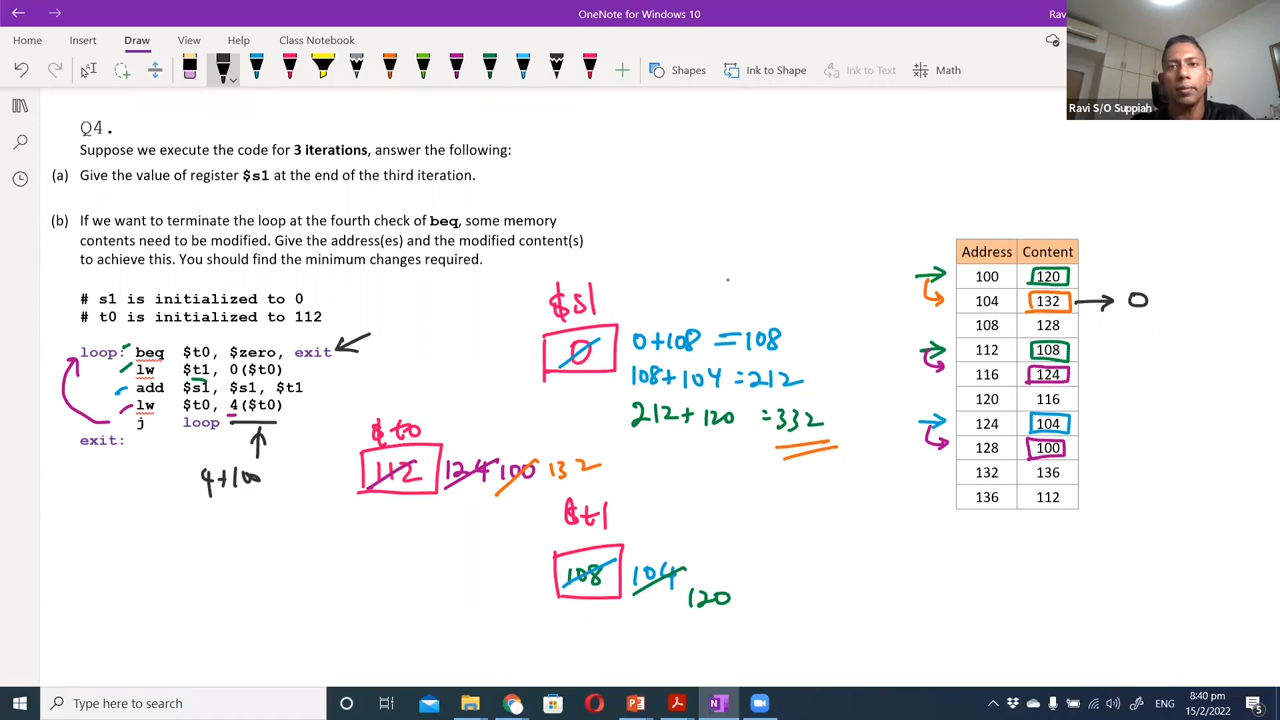 OneNote for Windows 10
Rav
Home Insert Draw View Help Class Notebook
Shapes Ink to Shape Ink to Text Math
Ravi S/O Suppiah
Q4.
Suppose we execute the code for 3 iterations, answer the following:
(a) Give the value of register $s1 at the end of the third iteration.
(b) If we want to terminate the loop at the fourth check of beq, some memory
contents need to be modified. Give the address(es) and the modified content(s)
to achieve this. You should find the minimum changes required.
# s1 is initialized to 0
# t0 is initialized to 112
loop: beq $t0, $zero, exit
lw $t1, 0($t0)
add $s1, $s1, $t1
lw $t0, 4($t0)
j loop
exit:
4+100
$s1
0
0+108 =108
108+104 =212
212+120 =332
$t0
112 124 100 132
$t1
108 104
120
Address Content
100 120
104 132 → 0
108 128
112 108
116 124
120 116
124 104
128 100
132 136
136 112
Type here to search
ENG
8:40 pm
15/2/2022
5